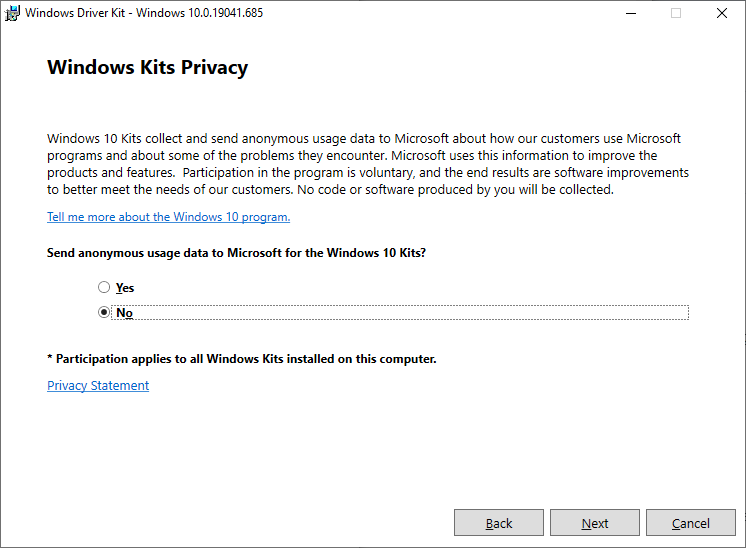 Windows Driver Kit - Windows 10.0.19041.685
Windows Kits Privacy
Windows 10 Kits collect and send anonymous usage data to Microsoft about how our customers use Microsoft
programs and about some of the problems they encounter. Microsoft uses this information to improve the
products and features.  Participation in the program is voluntary, and the end results are software improvements
to better meet the needs of our customers. No code or software produced by you will be collected.
Tell me more about the Windows 10 program.
Send anonymous usage data to Microsoft for the Windows 10 Kits?
Yes
No
* Participation applies to all Windows Kits installed on this computer.
Privacy Statement
Back Next Cancel